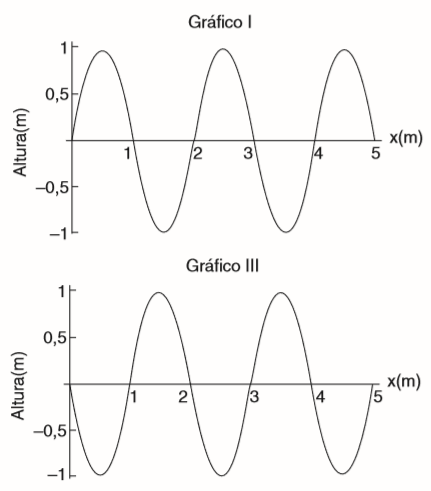 Gráfico I
1
0,5
Altura(m)
–0,5
–1
1 2 3 4 5
x(m)
Gráfico III
1
0,5
Altura(m)
–0,5
–1
1 2 3 4 5
x(m)